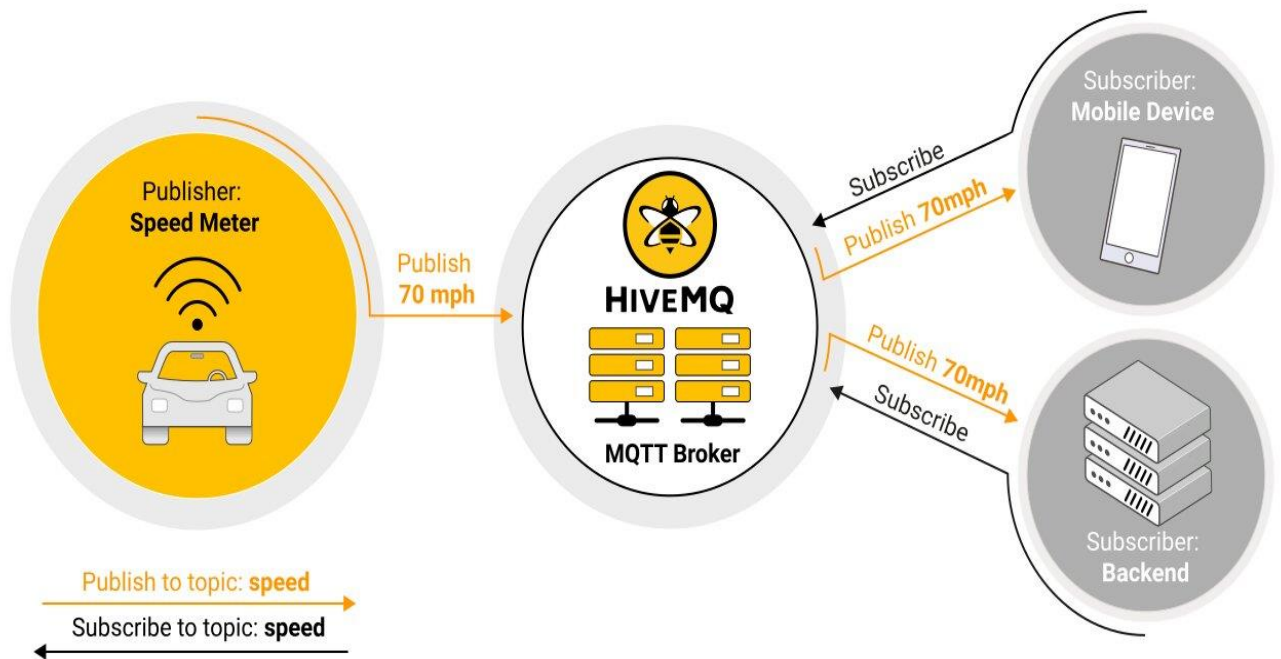 Publisher:
Speed Meter
Publish
70 mph
HIVEMQ
MQTT Broker
Subscribe
Publish 70mph
Subscriber:
Mobile Device
Publish 70mph
Subscribe
Subscriber:
Backend
Publish to topic: speed
Subscribe to topic: speed